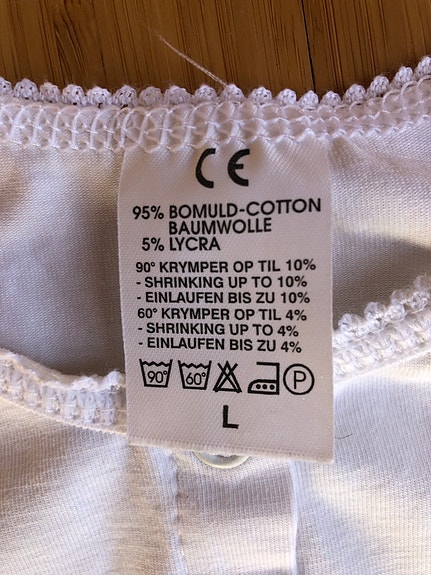 CE
95% BOMULD-COTTON
BAUMWOLLE
5% LYCRA
90° KRYMPER OP TIL 10%
- SHRINKING UP TO 10%
- EINLAUFEN BIS ZU 10%
60° KRYMPER OP TIL 4%
- SHRINKING UP TO 4%
- EINLAUFEN BIS ZU 4%
90° 60° P
L